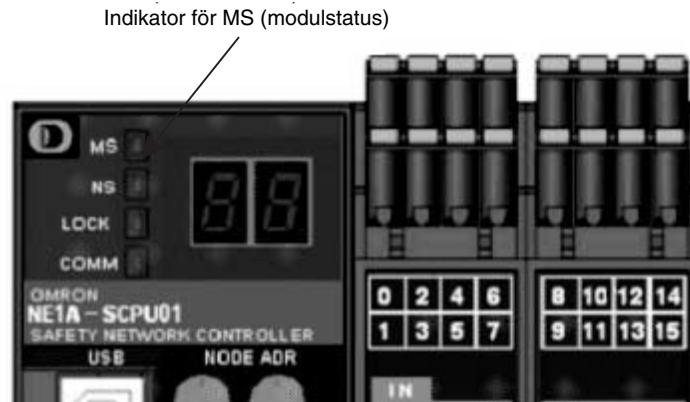 Indikator för MS (modulstatus)
MS
NS
LOCK
COMM
OMRON
NE1A-SCPU01
SAFETY NETWORK CONTROLLER
USB NODE ADR
0 2 4 6 8 10 12 14
1 3 5 7 9 11 13 15
IN